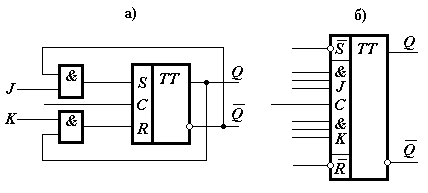 а) б)
& S TT Q
J
C
K & R Q̅
S̅ TT Q
&
J
C
&
K
R̅ Q̅